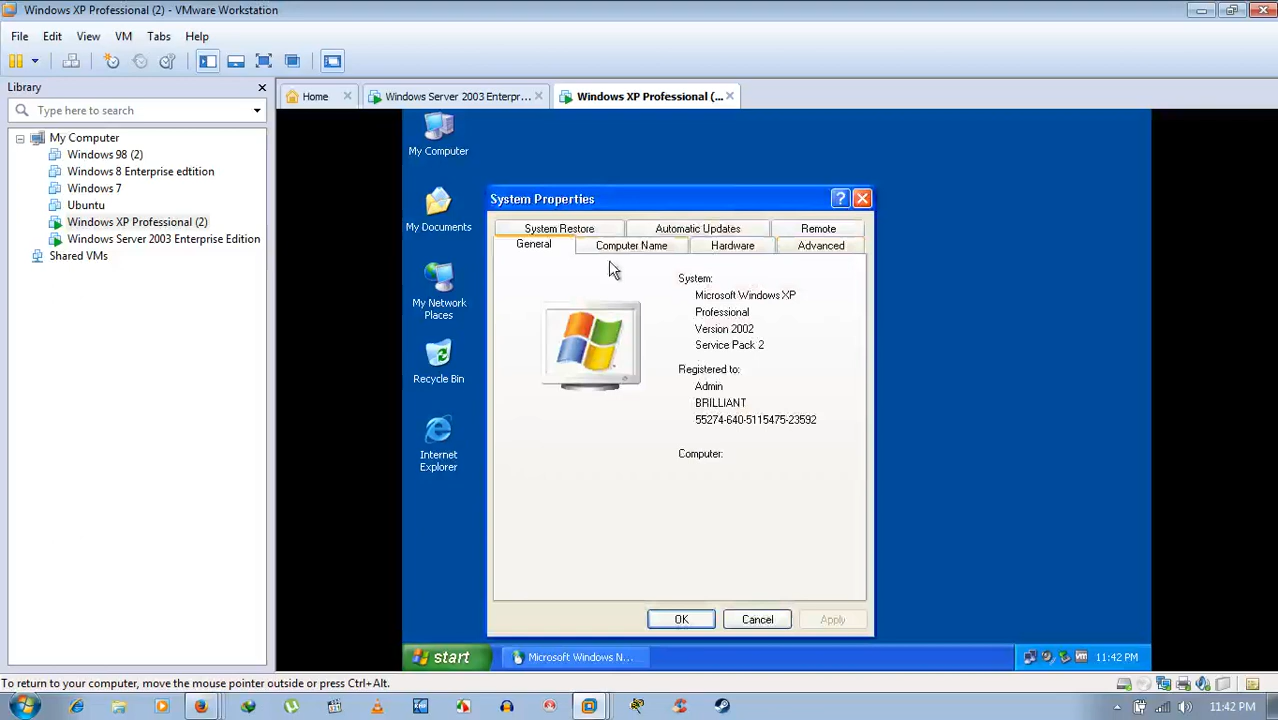 Windows XP Professional (2) - VMware Workstation
File Edit View VM Tabs Help
Library
Type here to search
My Computer
Windows 98 (2)
Windows 8 Enterprise edtition
Windows 7
Ubuntu
Windows XP Professional (2)
Windows Server 2003 Enterprise Edition
Shared VMs
Home
Windows Server 2003 Enterpr...
Windows XP Professional (...
My Computer
My Documents
My Network
Places
Recycle Bin
Internet
Explorer
System Properties
System Restore Automatic Updates Remote
General Computer Name Hardware Advanced
System:
Microsoft Windows XP
Professional
Version 2002
Service Pack 2
Registered to:
Admin
BRILLIANT
55274-640-5115475-23592
Computer:
OK Cancel Apply
start
Microsoft Windows N...
11:42 PM
To return to your computer, move the mouse pointer outside or press Ctrl+Alt.
11:42 PM